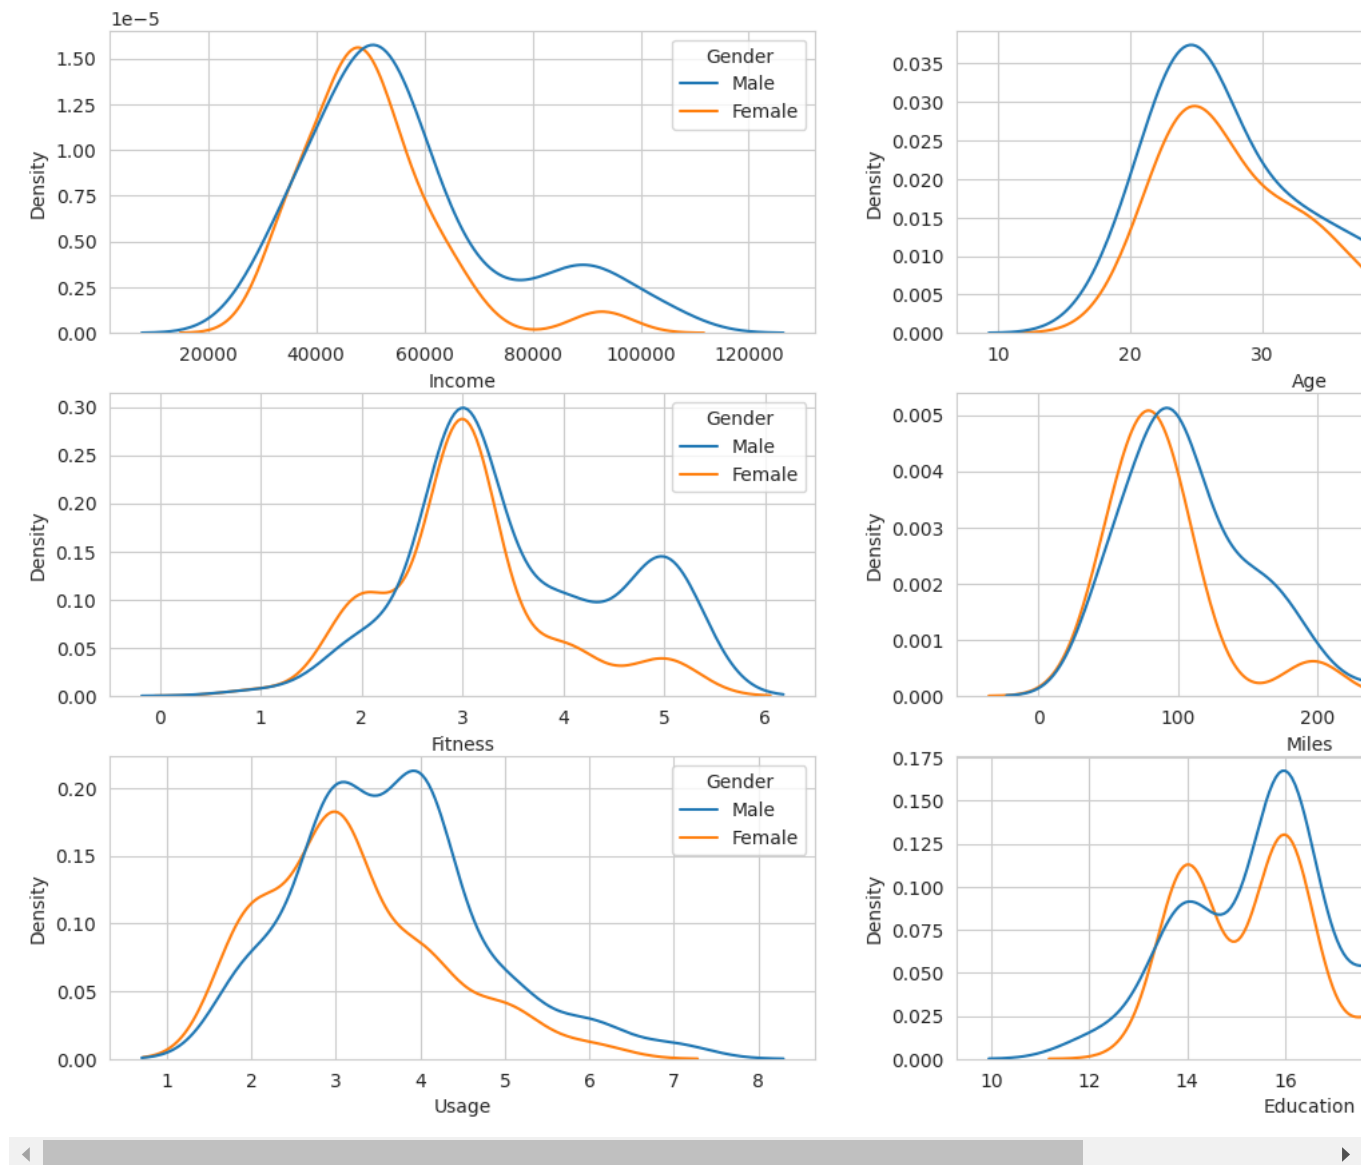 1e−5
1.50
1.25
1.00
0.75
0.50
0.25
0.00
Density
20000 40000 60000 80000 100000 120000
Income
Gender
Male
Female
0.035
0.030
0.025
0.020
0.015
0.010
0.005
0.000
Density
10 20 30
Age
0.30
0.25
0.20
0.15
0.10
0.05
0.00
Density
0 1 2 3 4 5 6
Fitness
Gender
Male
Female
0.005
0.004
0.003
0.002
0.001
0.000
Density
0 100 200
Miles
0.20
0.15
0.10
0.05
0.00
Density
1 2 3 4 5 6 7 8
Usage
Gender
Male
Female
0.175
0.150
0.125
0.100
0.075
0.050
0.025
0.000
Density
10 12 14 16
Education